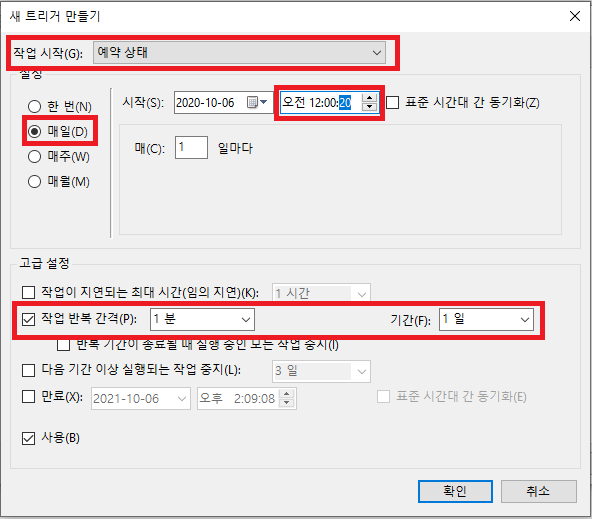 새 트리거 만들기
작업 시작(G): 예약 상태
설정
한 번(N)
매일(D)
매주(W)
매월(M)
시작(S): 2020-10-06 오전 12:00:20 표준 시간대 간 동기화(Z)
매(C): 1 일마다
고급 설정
작업이 지연되는 최대 시간(임의 지연)(K): 1 시간
작업 반복 간격(P): 1 분 기간(F): 1 일
반복 기간이 종료될 때 실행 중인 모든 작업 중지(I)
다음 기간 이상 실행되는 작업 중지(L): 3 일
만료(X): 2021-10-06 오후 2:09:08 표준 시간대 간 동기화(E)
사용(B)
확인 취소